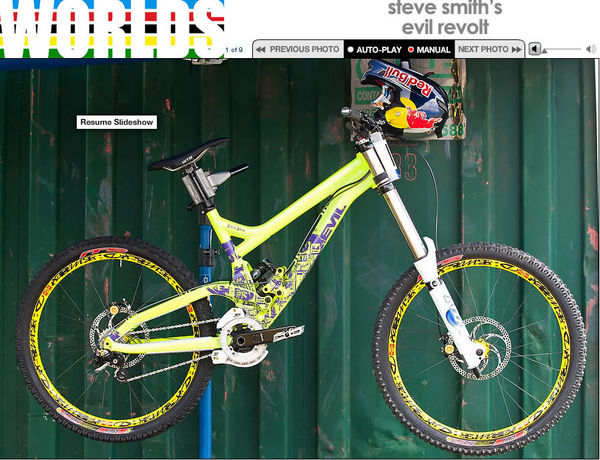 WORLDS
steve smith's
evil revolt
1 of 9
PREVIOUS PHOTO
AUTO-PLAY
MANUAL
NEXT PHOTO
Resume Slideshow
Red Bull
EVIL